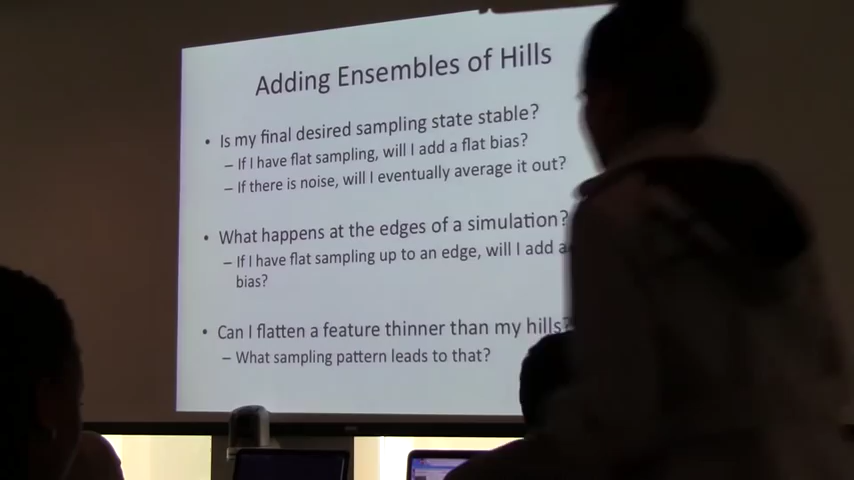 Adding Ensembles of Hills
• Is my final desired sampling state stable?
– If I have flat sampling, will I add a flat bias?
– If there is noise, will I eventually average it out?
• What happens at the edges of a simulation?
– If I have flat sampling up to an edge, will I add a
bias?
• Can I flatten a feature thinner than my hills?
– What sampling pattern leads to that?